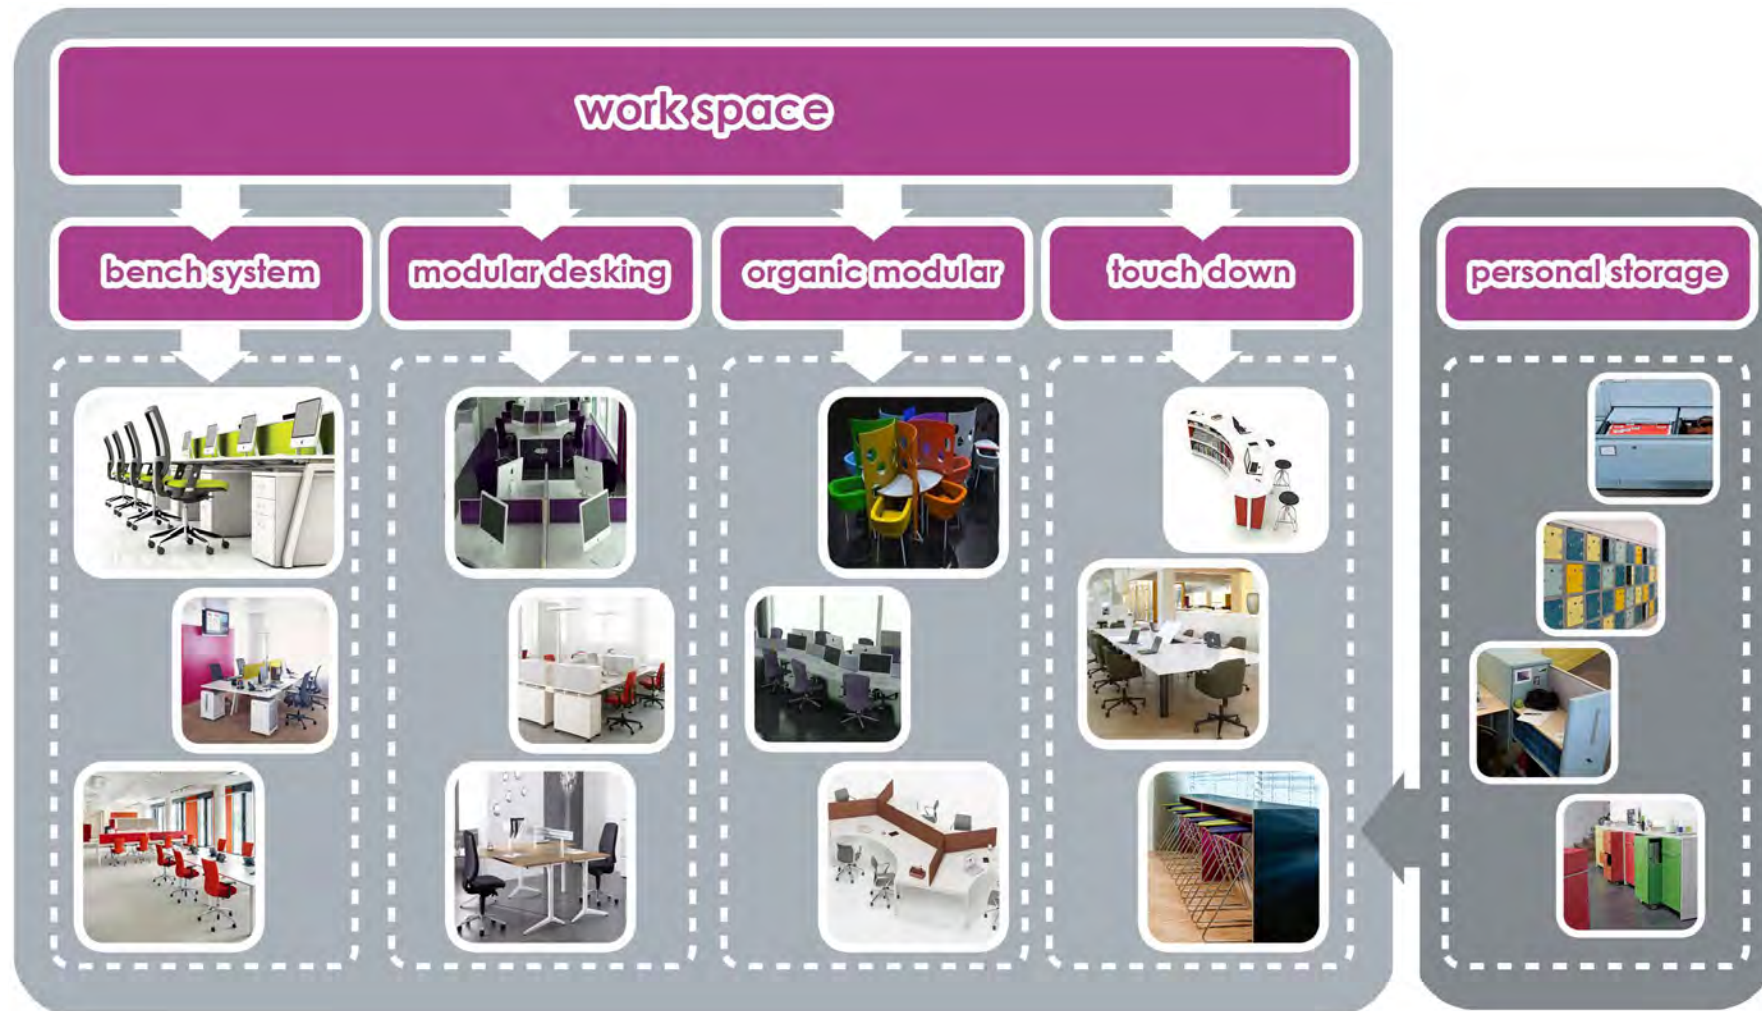 work space
bench system
modular desking
organic modular
touch down
personal storage